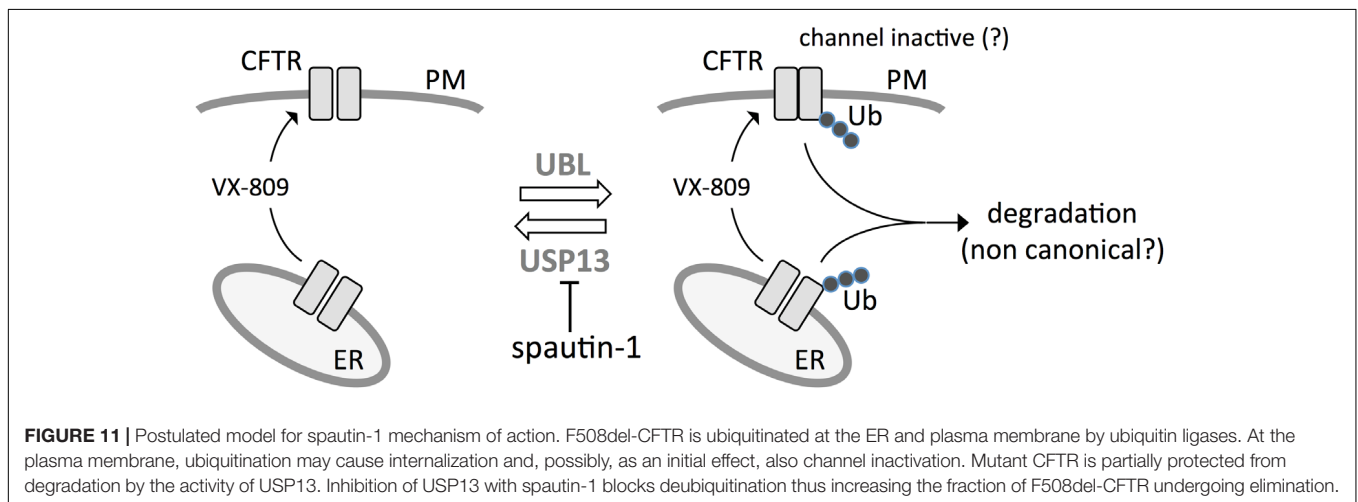 channel inactive (?)
CFTR
PM
CFTR
PM
Ub
UBL
VX-809
VX-809
degradation
(non canonical?)
USP13
Ub
spautin-1
ER
ER
FIGURE 11 | Postulated model for spautin-1 mechanism of action. F508del-CFTR is ubiquitinated at the ER and plasma membrane by ubiquitin ligases. At the
plasma membrane, ubiquitination may cause internalization and, possibly, as an initial effect, also channel inactivation. Mutant CFTR is partially protected from
degradation by the activity of USP13. Inhibition of USP13 with spautin-1 blocks deubiquitination thus increasing the fraction of F508del-CFTR undergoing elimination.